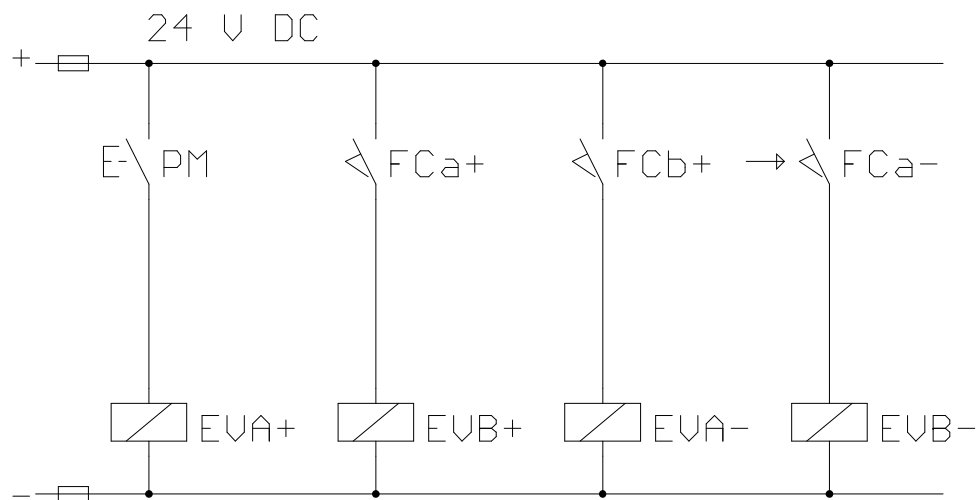 24 V DC
+
E- PM FCa+ FCb+ FCa-
EVA+ EVB+ EVA- EVB-
-